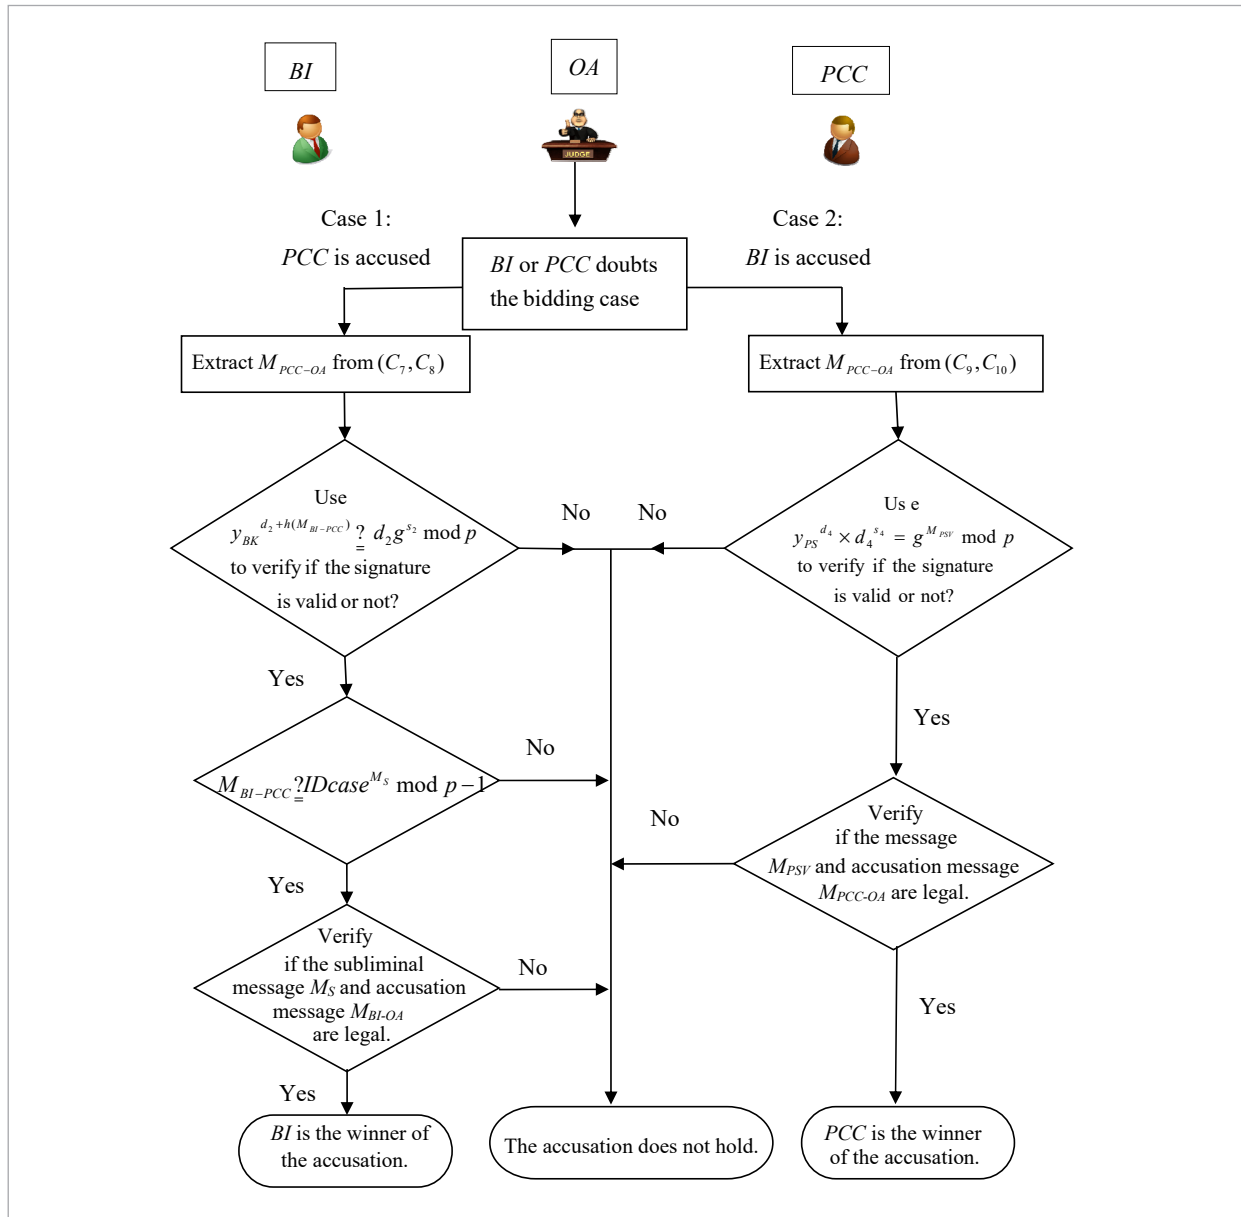 BI
OA
PCC
JUDGE
Case 1:
PCC is accused
Case 2:
BI is accused
BI or PCC doubts
the bidding case
Extract M_{PCC-OA} from (C_7, C_8)
Extract M_{PCC-OA} from (C_9, C_{10})
Use
y_{BK}^{d_2+h(M_{BI-PCC})} ?= d_2 g^{s_2} mod p
to verify if the signature
is valid or not?
No
No
Us e
y_{PS}^{d_4} × d_4^{s_4} = g^{M_{PSV}} mod p
to verify if the signature
is valid or not?
Yes
Yes
M_{BI-PCC} ?= IDcase^{M_S} mod p-1
No
No
Verify
if the message
M_{PSV} and accusation message
M_{PCC-OA} are legal.
Yes
Verify
if the subliminal
message M_S and accusation
message M_{BI-OA}
are legal.
No
Yes
Yes
BI is the winner of
the accusation.
The accusation does not hold.
PCC is the winner
of the accusation.